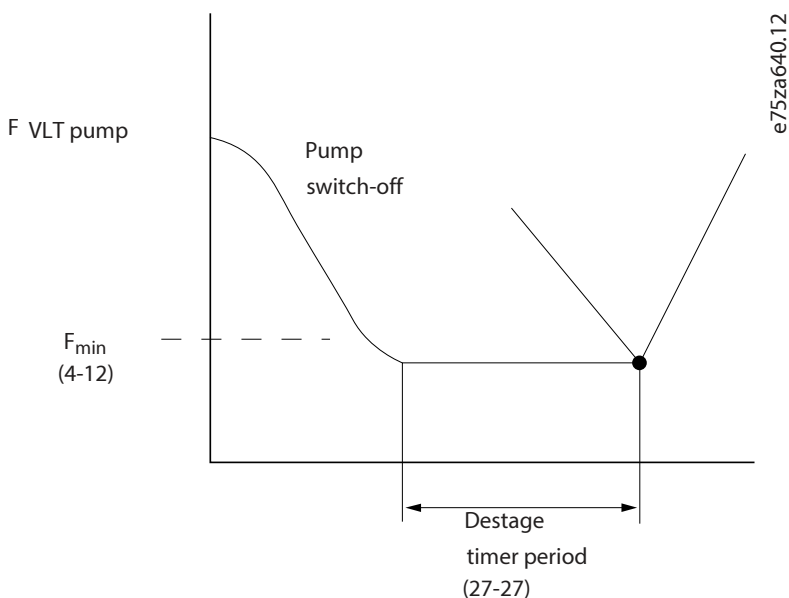 e75za640.12
F VLT pump
Pump
switch-off
Fmin
(4-12)
Destage
timer period
(27-27)